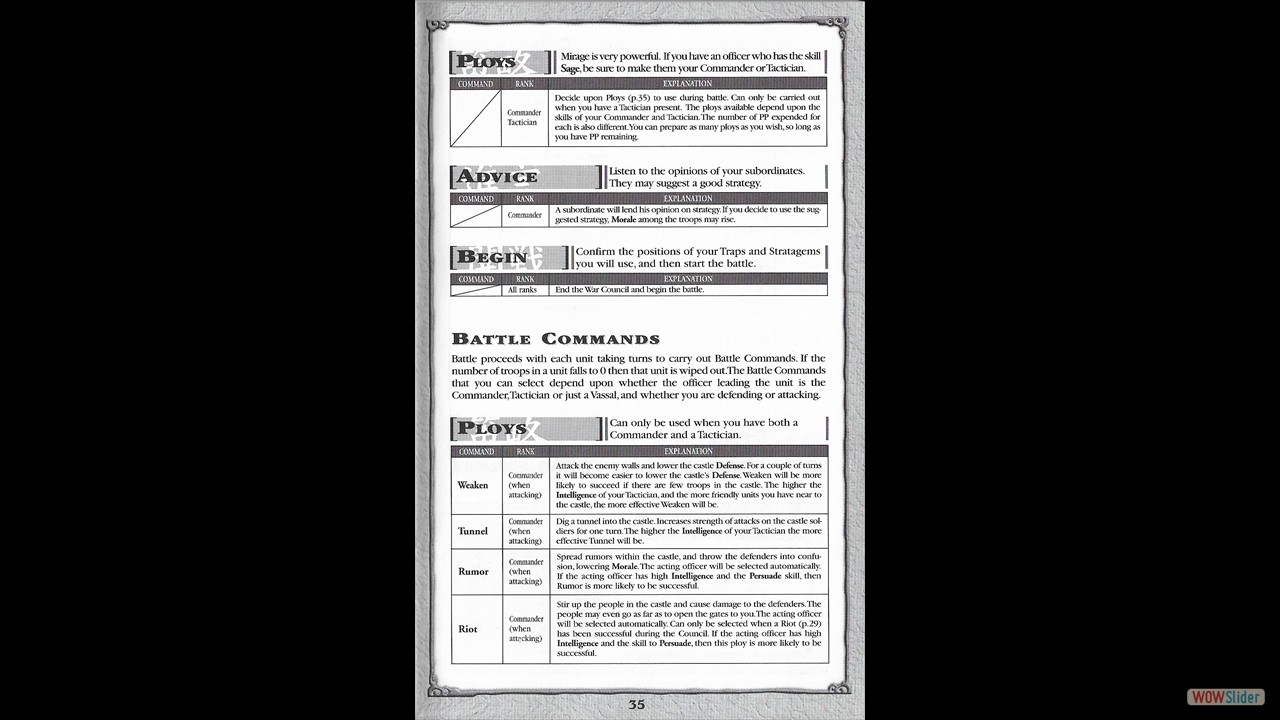 PLOYS
Mirage is very powerful. If you have an officer who has the skill
Sage, be sure to make them your Commander or Tactician.
COMMAND RANK EXPLANATION
Commander
Tactician
Decide upon Ploys (p.35) to use during battle. Can only be carried out
when you have a Tactician present. The ploys available depend upon the
skills of your Commander and Tactician. The number of PP expended for
each is also different. You can prepare as many ploys as you wish, so long as
you have PP remaining.
ADVICE
Listen to the opinions of your subordinates.
They may suggest a good strategy.
COMMAND RANK EXPLANATION
Commander
A subordinate will lend his opinion on strategy. If you decide to use the sug-
gested strategy, Morale among the troops may rise.
BEGIN
Confirm the positions of your Traps and Stratagems
you will use, and then start the battle.
COMMAND RANK EXPLANATION
All ranks End the War Council and begin the battle.
BATTLE COMMANDS
Battle proceeds with each unit taking turns to carry out Battle Commands. If the
number of troops in a unit falls to 0 then that unit is wiped out. The Battle Commands
that you can select depend upon whether the officer leading the unit is the
Commander, Tactician or just a Vassal, and whether you are defending or attacking.
PLOYS
Can only be used when you have both a
Commander and a Tactician.
COMMAND RANK EXPLANATION
Weaken
Commander
(when
attacking)
Attack the enemy walls and lower the castle Defense. For a couple of turns
it will become easier to lower the castle's Defense. Weaken will be more
likely to succeed if there are few troops in the castle. The higher the
Intelligence of your Tactician, and the more friendly units you have near to
the castle, the more effective Weaken will be.
Tunnel
Commander
(when
attacking)
Dig a tunnel into the castle. Increases strength of attacks on the castle sol-
diers for one turn. The higher the Intelligence of your Tactician the more
effective Tunnel will be.
Rumor
Commander
(when
attacking)
Spread rumors within the castle, and throw the defenders into confu-
sion, lowering Morale. The acting officer will be selected automatically.
If the acting officer has high Intelligence and the Persuade skill, then
Rumor is more likely to be successful.
Riot
Commander
(when
attacking)
Stir up the people in the castle and cause damage to the defenders. The
people may even go as far as to open the gates to you. The acting officer
will be selected automatically. Can only be selected when a Riot (p.29)
has been successful during the Council. If the acting officer has high
Intelligence and the skill to Persuade, then this ploy is more likely to be
successful.
35
WOWSlider